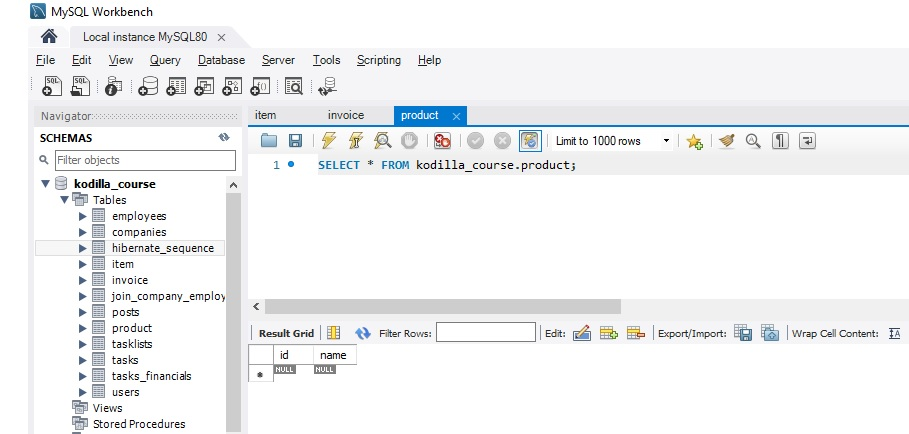 MySQL Workbench
Local instance MySQL80
File Edit View Query Database Server Tools Scripting Help
Navigator
SCHEMAS
Filter objects
kodilla_course
Tables
employees
companies
hibernate_sequence
item
invoice
join_company_employ
posts
product
tasklists
tasks
tasks_financials
users
Views
Stored Procedures
item invoice product
Limit to 1000 rows
1 SELECT * FROM kodilla_course.product;
Result Grid Filter Rows: Edit: Export/Import: Wrap Cell Content: IA
id name
NULL NULL